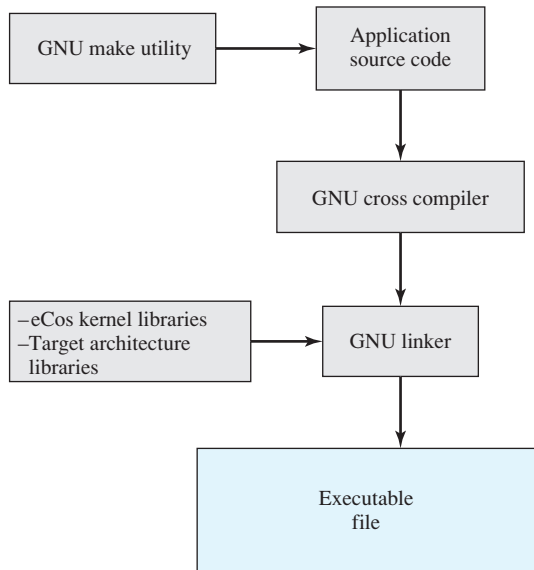 GNU make utility
Application
source code
GNU cross compiler
–eCos kernel libraries
–Target architecture
libraries
GNU linker
Executable
file